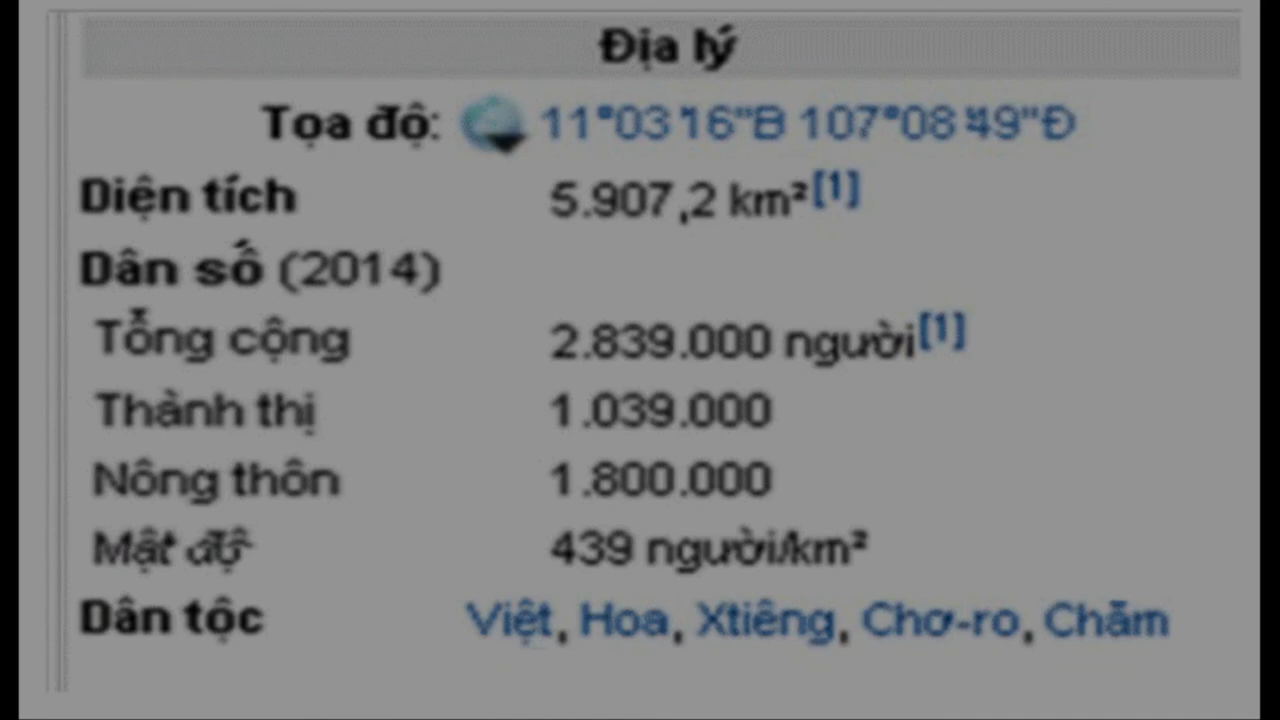 Địa lý
Tọa độ: 11°03′16″B 107°08′49″Đ
Diện tích 5.907,2 km²[1]
Dân số (2014)
Tổng cộng 2.839.000 người[1]
Thành thị 1.039.000
Nông thôn 1.800.000
Mật độ 439 người/km²
Dân tộc Việt, Hoa, Xtiêng, Chơ-ro, Chăm